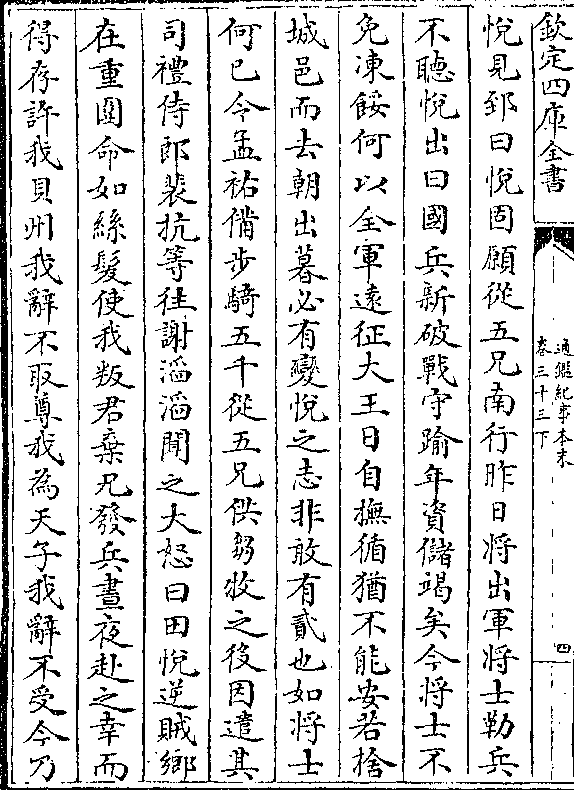 欽定四庫全書
通鑑紀事本末
卷三十三下
四
悅見郅曰悅固願從五兄南行昨日将出軍将士勒兵
不聽悅出曰國兵新破戰守踰年資儲竭矣今将士不
免凍餒何以全軍遠征大王日自撫循猶不能安若捨
城邑而去朝出暮必有變悅之志非敢有貳也如将士
何已令孟祐備步騎五千從五兄供芻牧之役因遣其
司禮侍郎裴抗等往謝滔滔聞之大怒曰田悅逆賊鄉
在重圍命如絲髮使我叛君棄兄發兵晝夜赴之幸而
得存許我貝州我辭不取尊我為天子我辭不受今乃